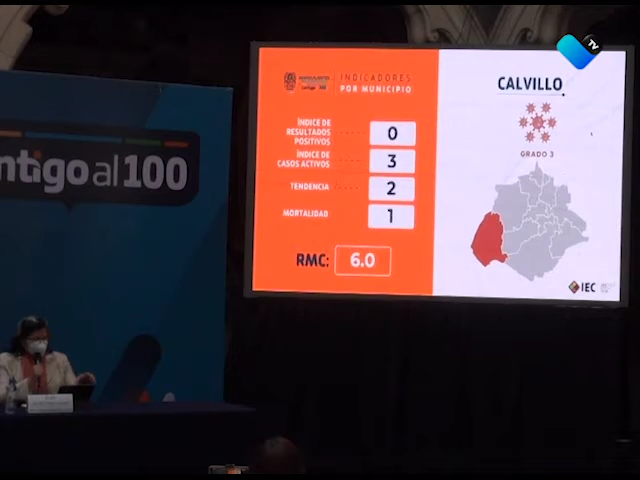 TV
INDICADORES
POR MUNICIPIO
CALVILLO
ÍNDICE DE
RESULTADOS
POSITIVOS
0
ÍNDICE DE
CASOS ACTIVOS
3
TENDENCIA
2
MORTALIDAD
1
RMC:
6.0
GRADO 3
IEC
ntigo al 100